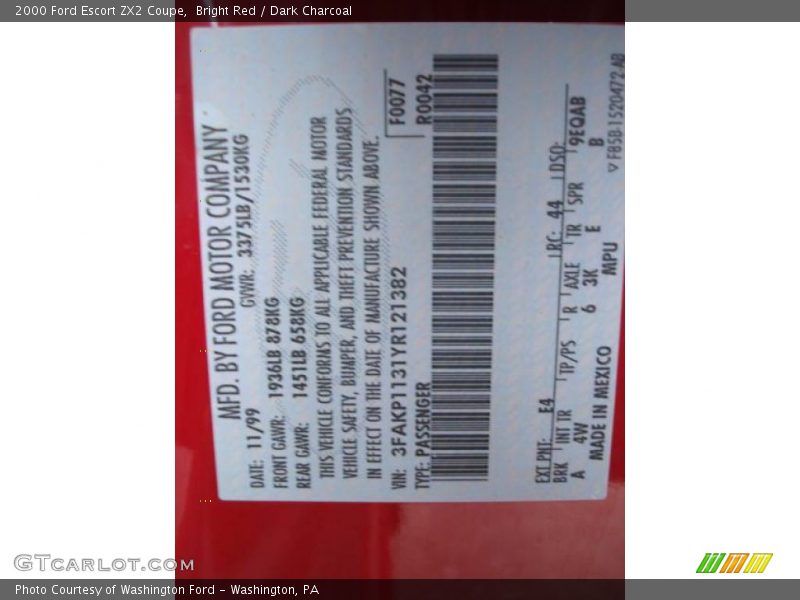 2000 Ford Escort ZX2 Coupe,  Bright Red / Dark Charcoal
MFD. BY FORD MOTOR COMPANY
DATE: 11/99
GVWR: 3375LB/1530KG
FRONT GAWR: 1936LB 878KG
REAR GAWR: 1451LB 658KG
THIS VEHICLE CONFORMS TO ALL APPLICABLE FEDERAL MOTOR
VEHICLE SAFETY, BUMPER, AND THEFT PREVENTION STANDARDS
IN EFFECT ON THE DATE OF MANUFACTURE SHOWN ABOVE.
VIN: 3FAKP1131YR121382
F0077
TYPE: PASSENGER
R0042
EXT PNT: E4
RC: 44
DSO:
BRK INT TR TP/PS R AXLE TR SPR 9EQAB
A 4W 6 3K E B
MADE IN MEXICO
MPU
▽F85B-1520472-AB
GTCARLOT.COM
Photo Courtesy of Washington Ford - Washington, PA